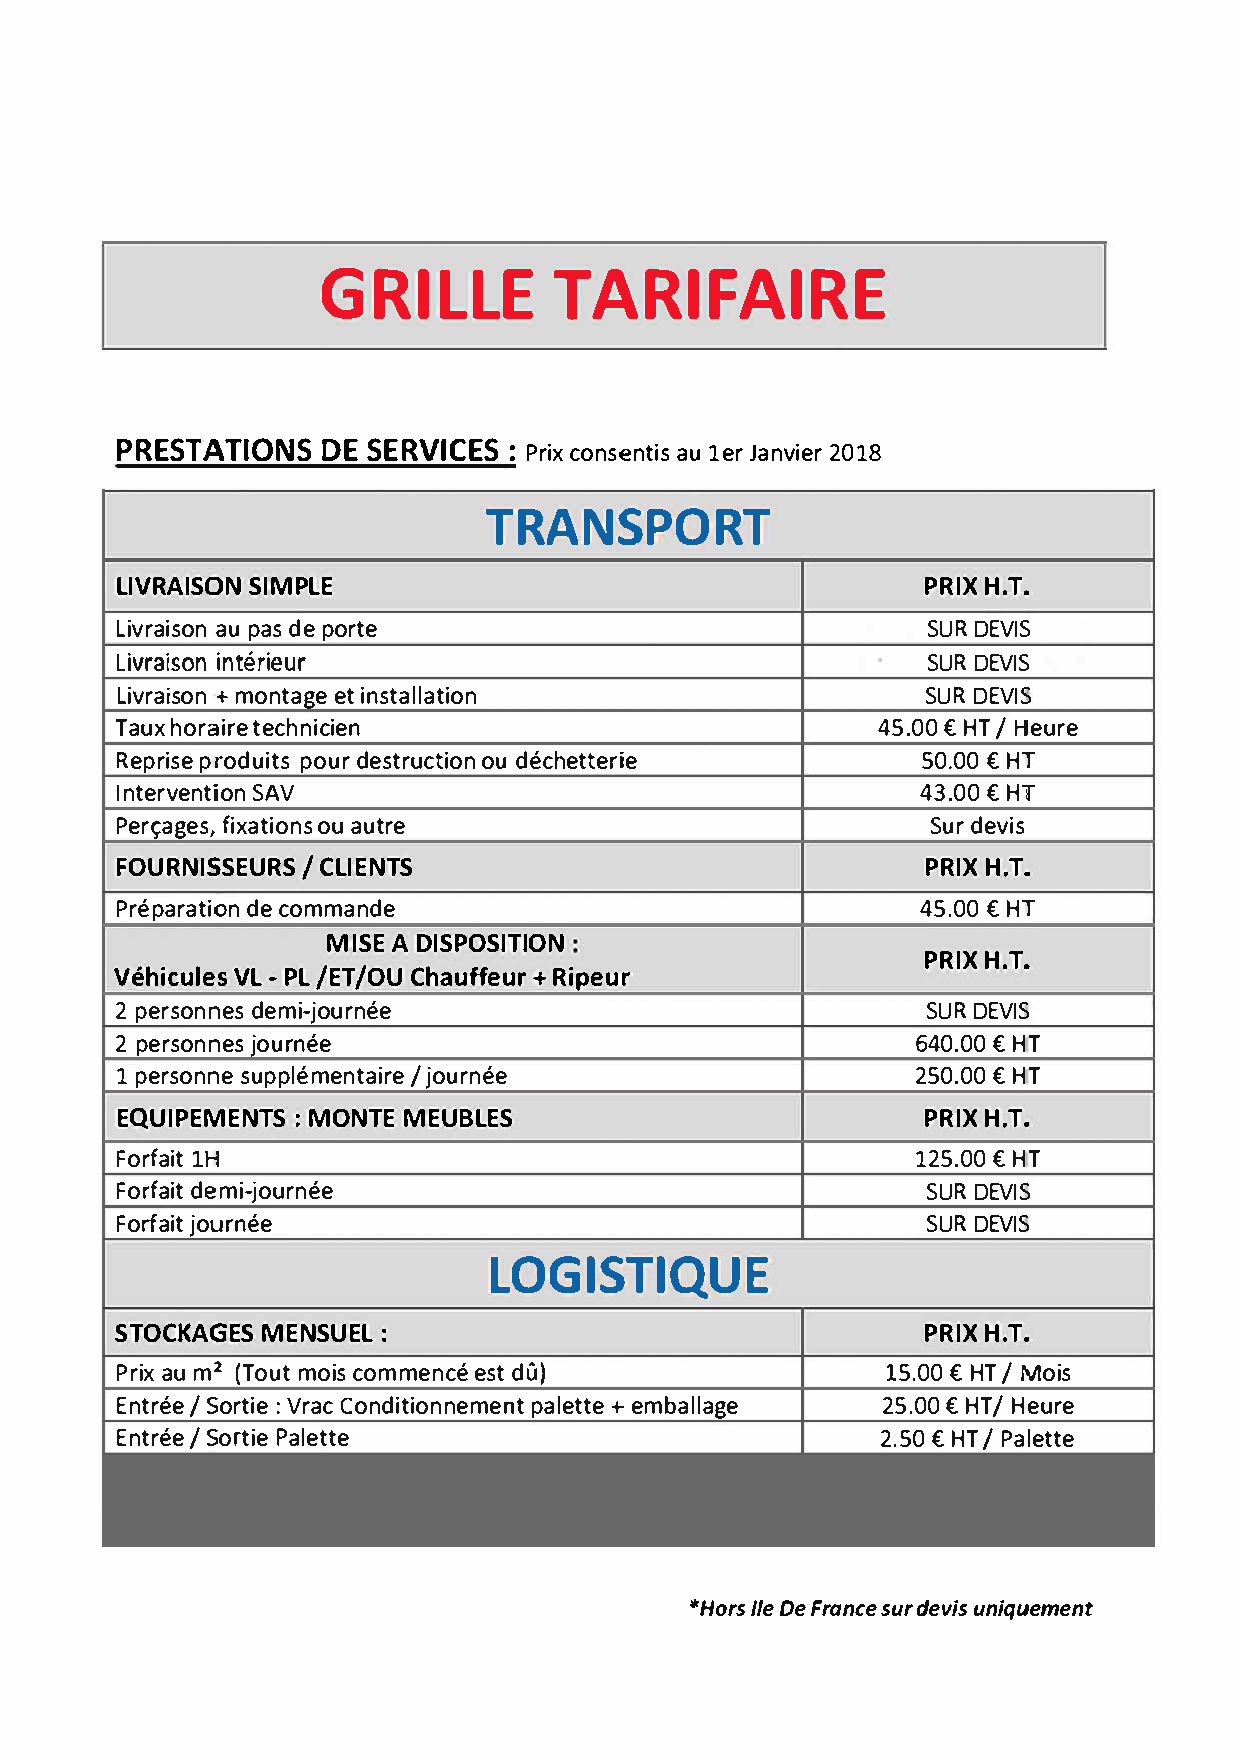 GRILLE TARIFAIRE
PRESTATIONS DE SERVICES : Prix consentis au 1er Janvier 2018
TRANSPORT
LIVRAISON SIMPLE PRIX H.T.
Livraison au pas de porte SUR DEVIS
Livraison intérieur SUR DEVIS
Livraison + montage et installation SUR DEVIS
Taux horaire technicien 45.00 € HT / Heure
Reprise produits pour destruction ou déchetterie 50.00 € HT
Intervention SAV 43.00 € HT
Perçages, fixations ou autre Sur devis
FOURNISSEURS / CLIENTS PRIX H.T.
Préparation de commande 45.00 € HT
MISE A DISPOSITION :
Véhicules VL - PL /ET/OU Chauffeur + Ripeur PRIX H.T.
2 personnes demi-journée SUR DEVIS
2 personnes journée 640.00 € HT
1 personne supplémentaire / journée 250.00 € HT
EQUIPEMENTS : MONTE MEUBLES PRIX H.T.
Forfait 1H 125.00 € HT
Forfait demi-journée SUR DEVIS
Forfait journée SUR DEVIS
LOGISTIQUE
STOCKAGES MENSUEL : PRIX H.T.
Prix au m² (Tout mois commencé est dû) 15.00 € HT / Mois
Entrée / Sortie : Vrac Conditionnement palette + emballage 25.00 € HT/ Heure
Entrée / Sortie Palette 2.50 € HT / Palette
*Hors Ile De France sur devis uniquement